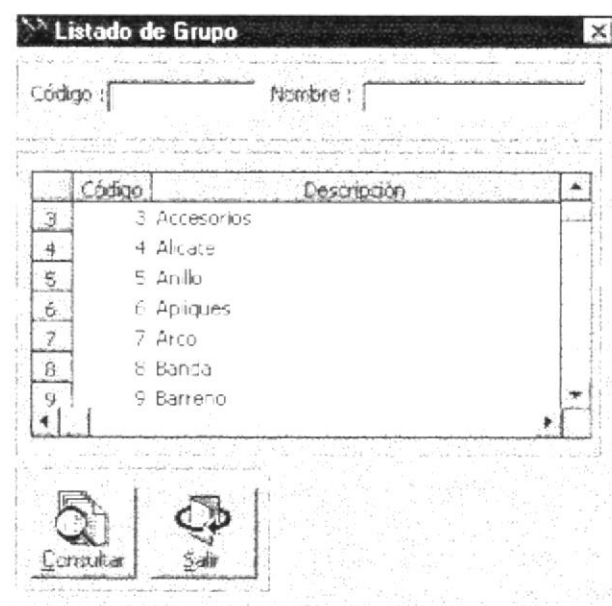 Listado de Grupo
Código : Nombre :
Código Descripción
3 3 Accesorios
4 4 Alicate
5 5 Anillo
6 6 Apliques
7 7 Arco
8 8 Banda
9 9 Barreno
Consultar Salir